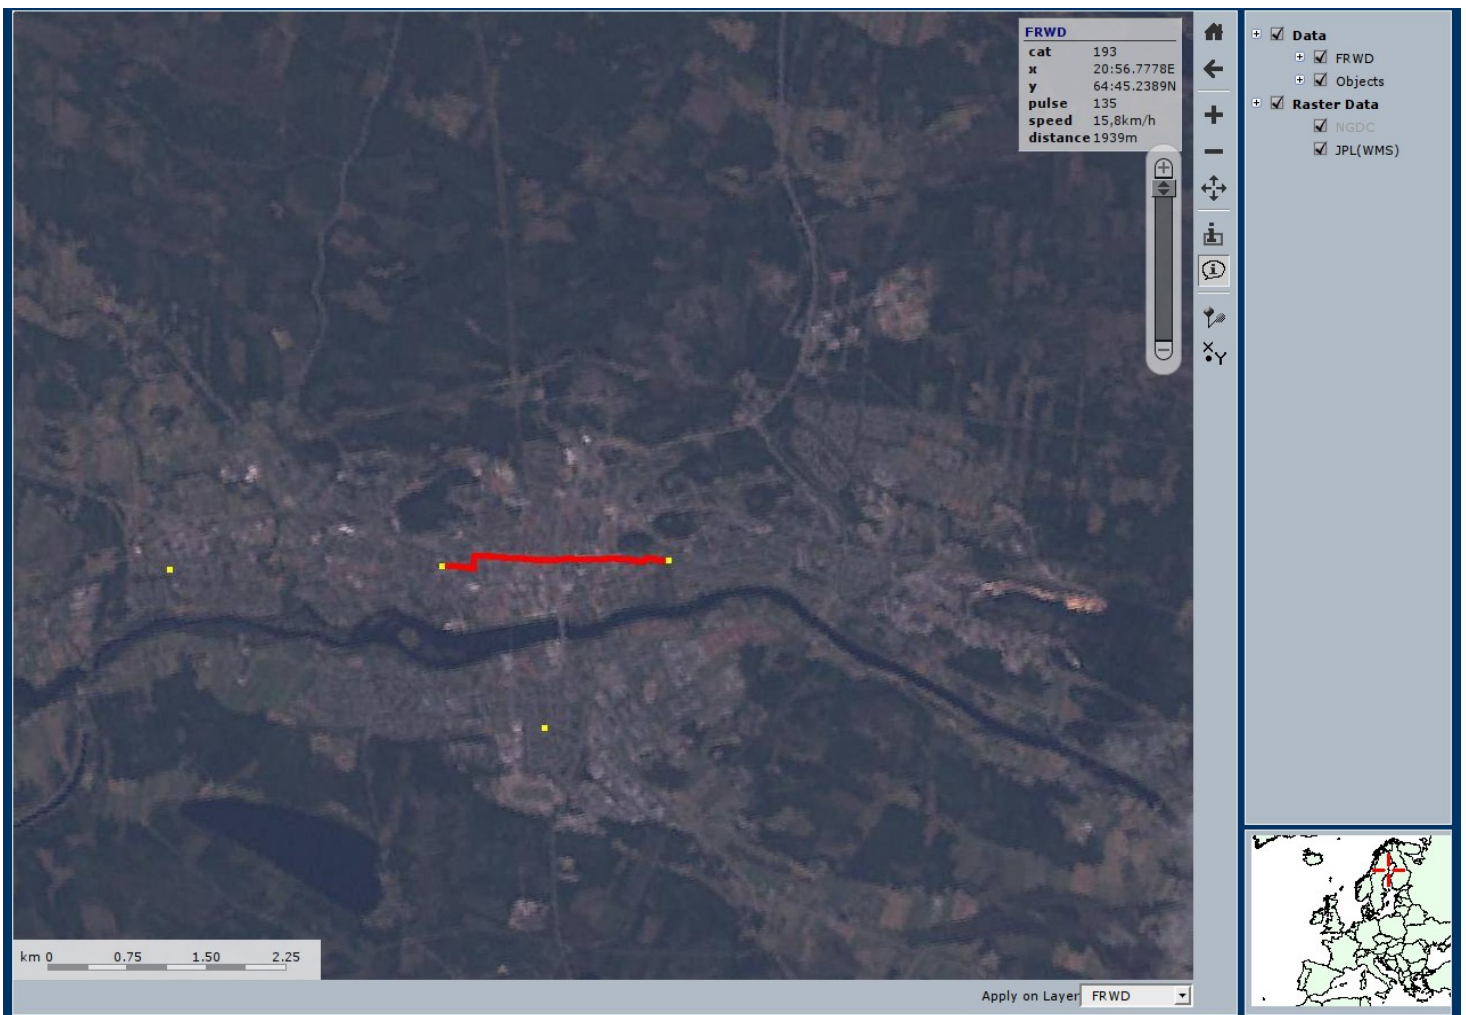 FRWD
cat 193
x 20:56.7778E
y 64:45.2389N
pulse 135
speed 15,8km/h
distance 1939m
Data
FRWD
Objects
Raster Data
NGDC
JPL(WMS)
km 0 0.75 1.50 2.25
Apply on Layer FRWD